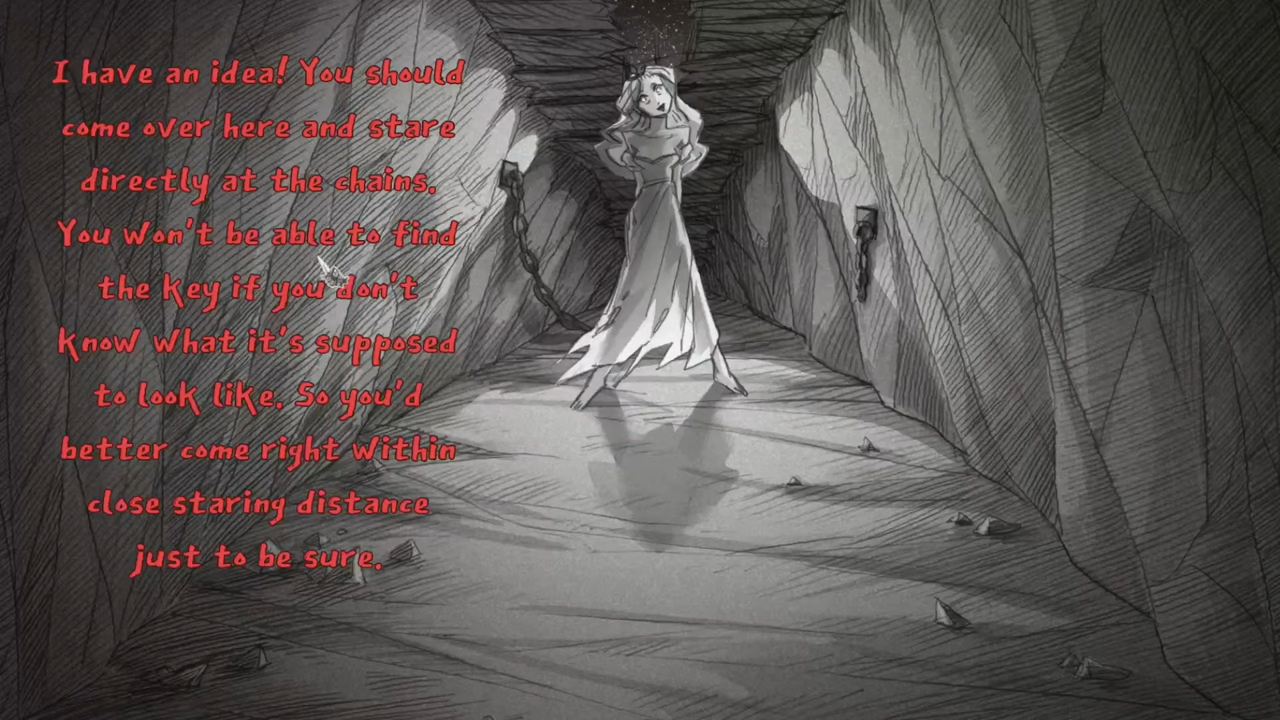 I have an idea! You should
come over here and stare
directly at the chains.
You won't be able to find
the key if you don't
know what it's supposed
to look like. So you'd
better come right within
close staring distance
just to be sure.